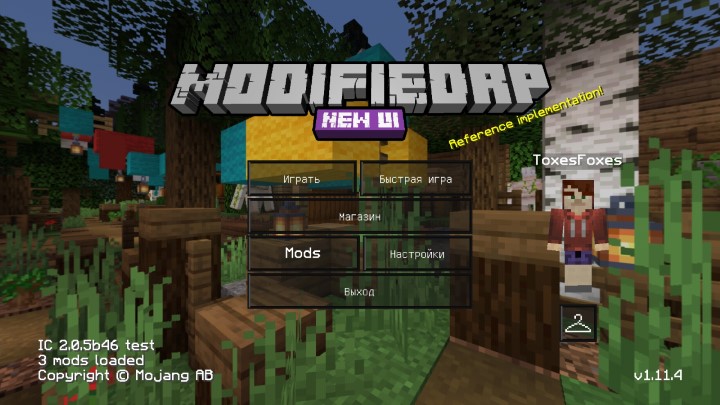 MODIFIEDRP
NEW UI
Reference implementation!
ToxesFoxes
Играть
Быстрая игра
Магазин
Mods
Настройки
Выход
IC 2.0.5b46 test
3 mods loaded
Copyright © Mojang AB
v1.11.4